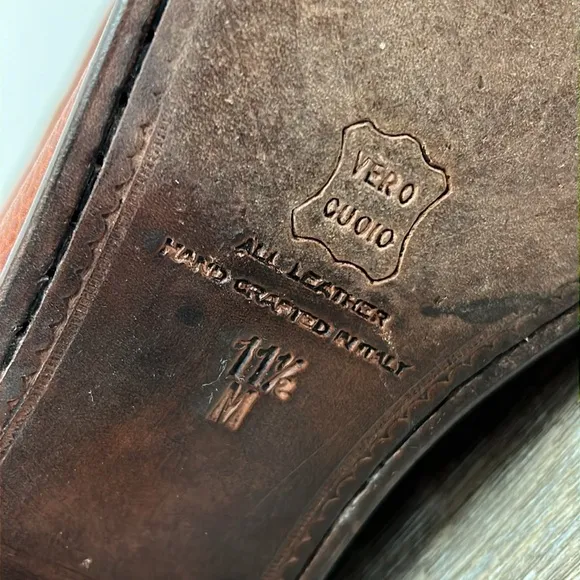 VERO
CUOIO
ALL LEATHER
HAND CRAFTED IN ITALY
11½
M